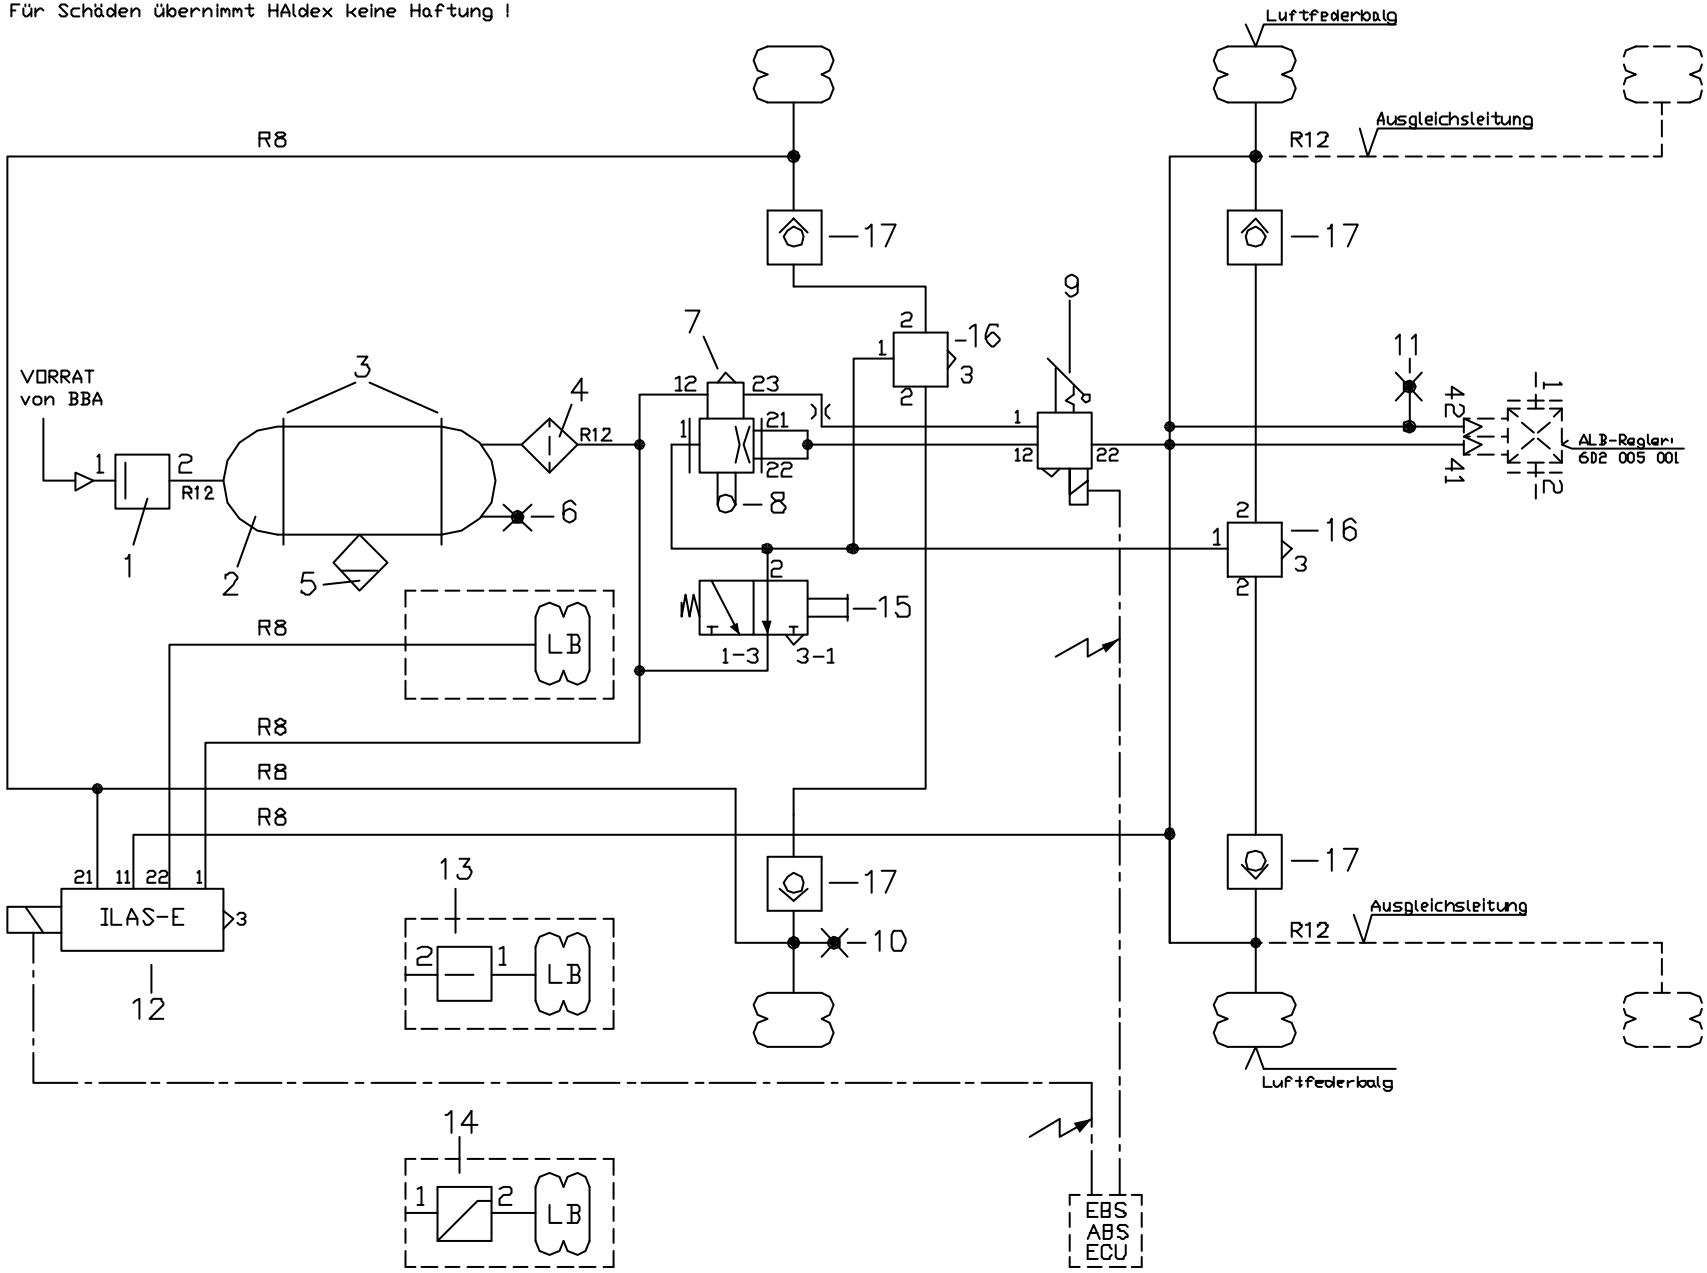 Für Schäden übernimmt HAldex keine Haftung !
Luftfederbalg
R8
Ausgleichsleitung
R12
17
17
9
7
2
16
1
3
2
11
VORRAT
von BBA
3
4
12
23
1
42
1
1
2
R12
R12
1
21
22
12
22
41
2
ALB-Regler:
6D2 005 001
1
2
5
6
8
2
1
16
3
2
2
15
1-3
3-1
R8
LB
R8
R8
R8
21
11
22
1
ILAS-E
3
12
13
2
1
LB
17
10
17
Ausgleichsleitung
R12
Luftfederbalg
14
1
2
LB
EBS
ABS
ECU